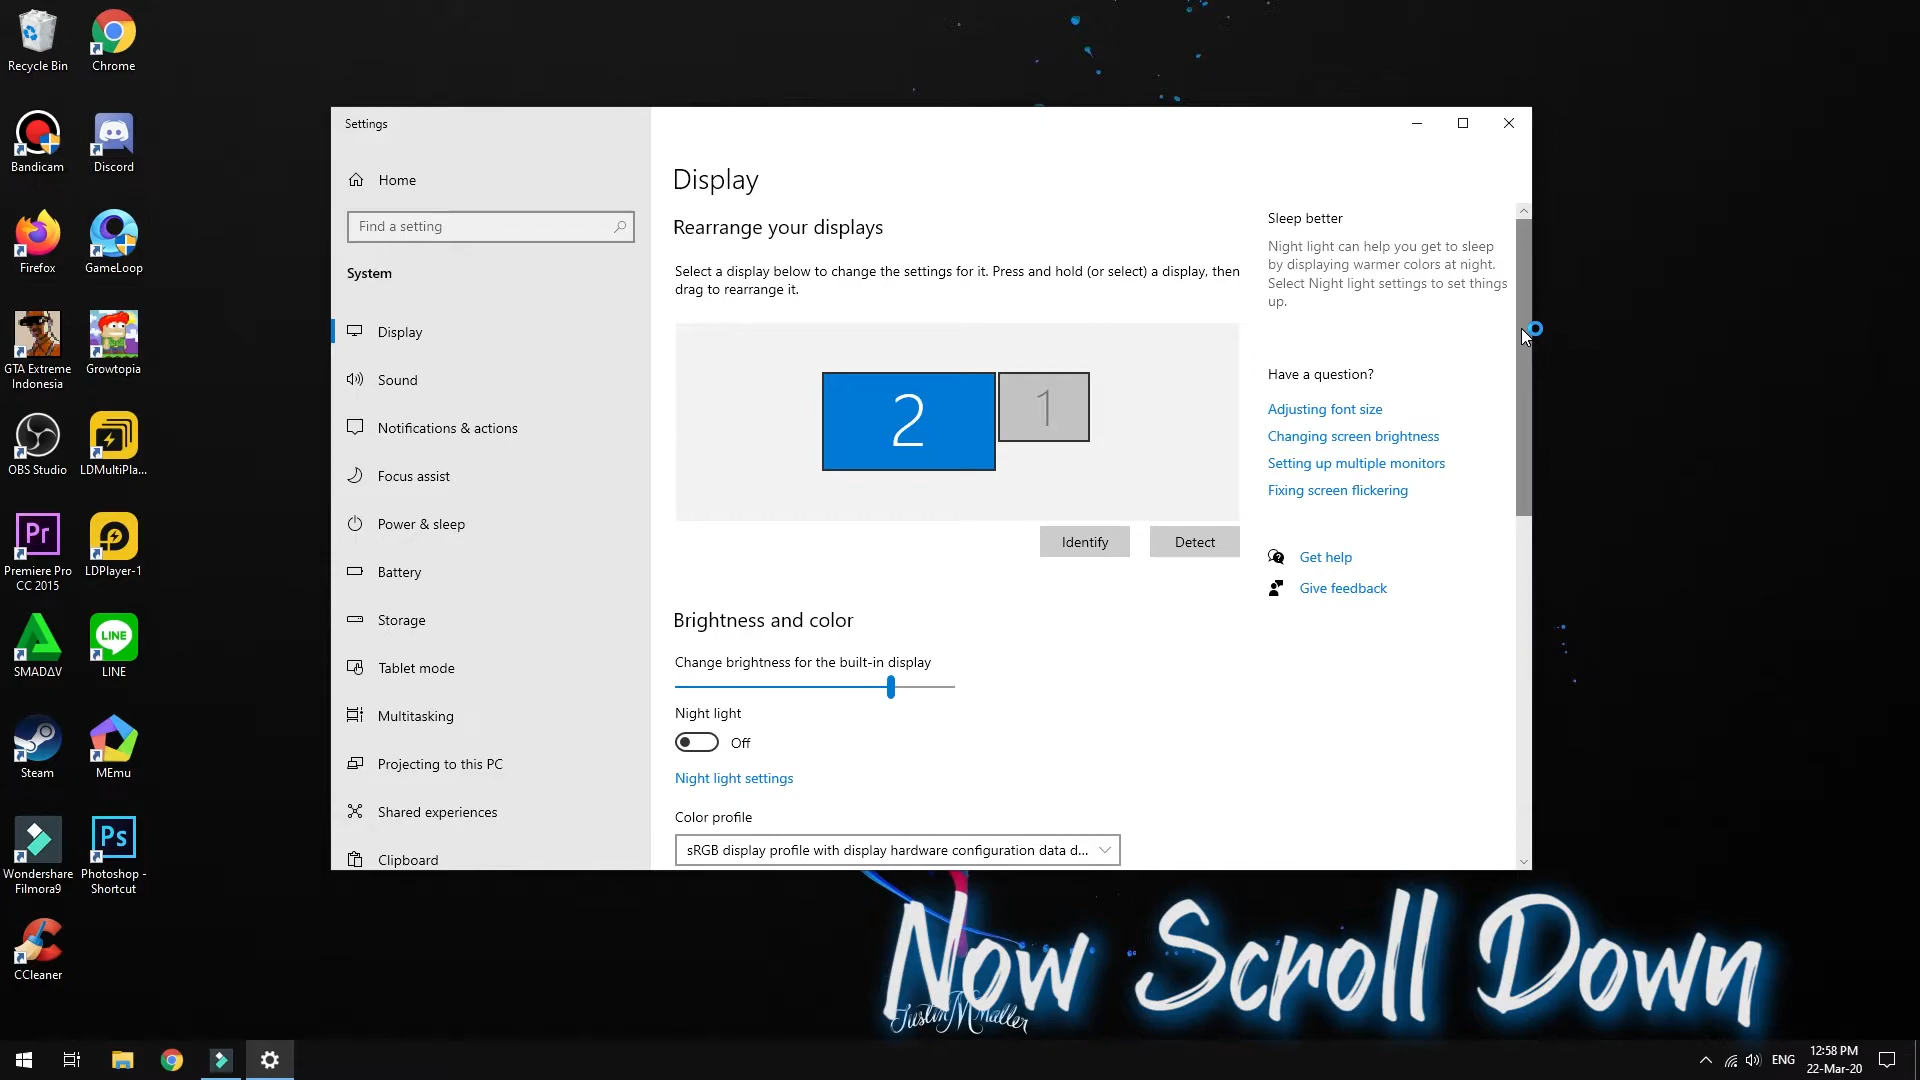 Recycle Bin
Chrome
Bandicam
Discord
Firefox
GameLoop
GTA Extreme
Indonesia
Growtopia
OBS Studio
LDMultiPla...
Pr
Premiere Pro
CC 2015
LDPlayer-1
SMADΔV
LINE
LINE
Steam
MEmu
Wondershare
Filmora9
Ps
Photoshop -
Shortcut
CCleaner
Settings
Home
Find a setting
System
Display
Sound
Notifications & actions
Focus assist
Power & sleep
Battery
Storage
Tablet mode
Multitasking
Projecting to this PC
Shared experiences
Clipboard
Display
Rearrange your displays
Select a display below to change the settings for it. Press and hold (or select) a display, then
drag to rearrange it.
2
1
Identify
Detect
Brightness and color
Change brightness for the built-in display
Night light
Off
Night light settings
Color profile
sRGB display profile with display hardware configuration data d...
Sleep better
Night light can help you get to sleep
by displaying warmer colors at night.
Select Night light settings to set things
up.
Have a question?
Adjusting font size
Changing screen brightness
Setting up multiple monitors
Fixing screen flickering
Get help
Give feedback
Now Scroll Down
JustinMMaller
ENG
12:58 PM
22-Mar-20